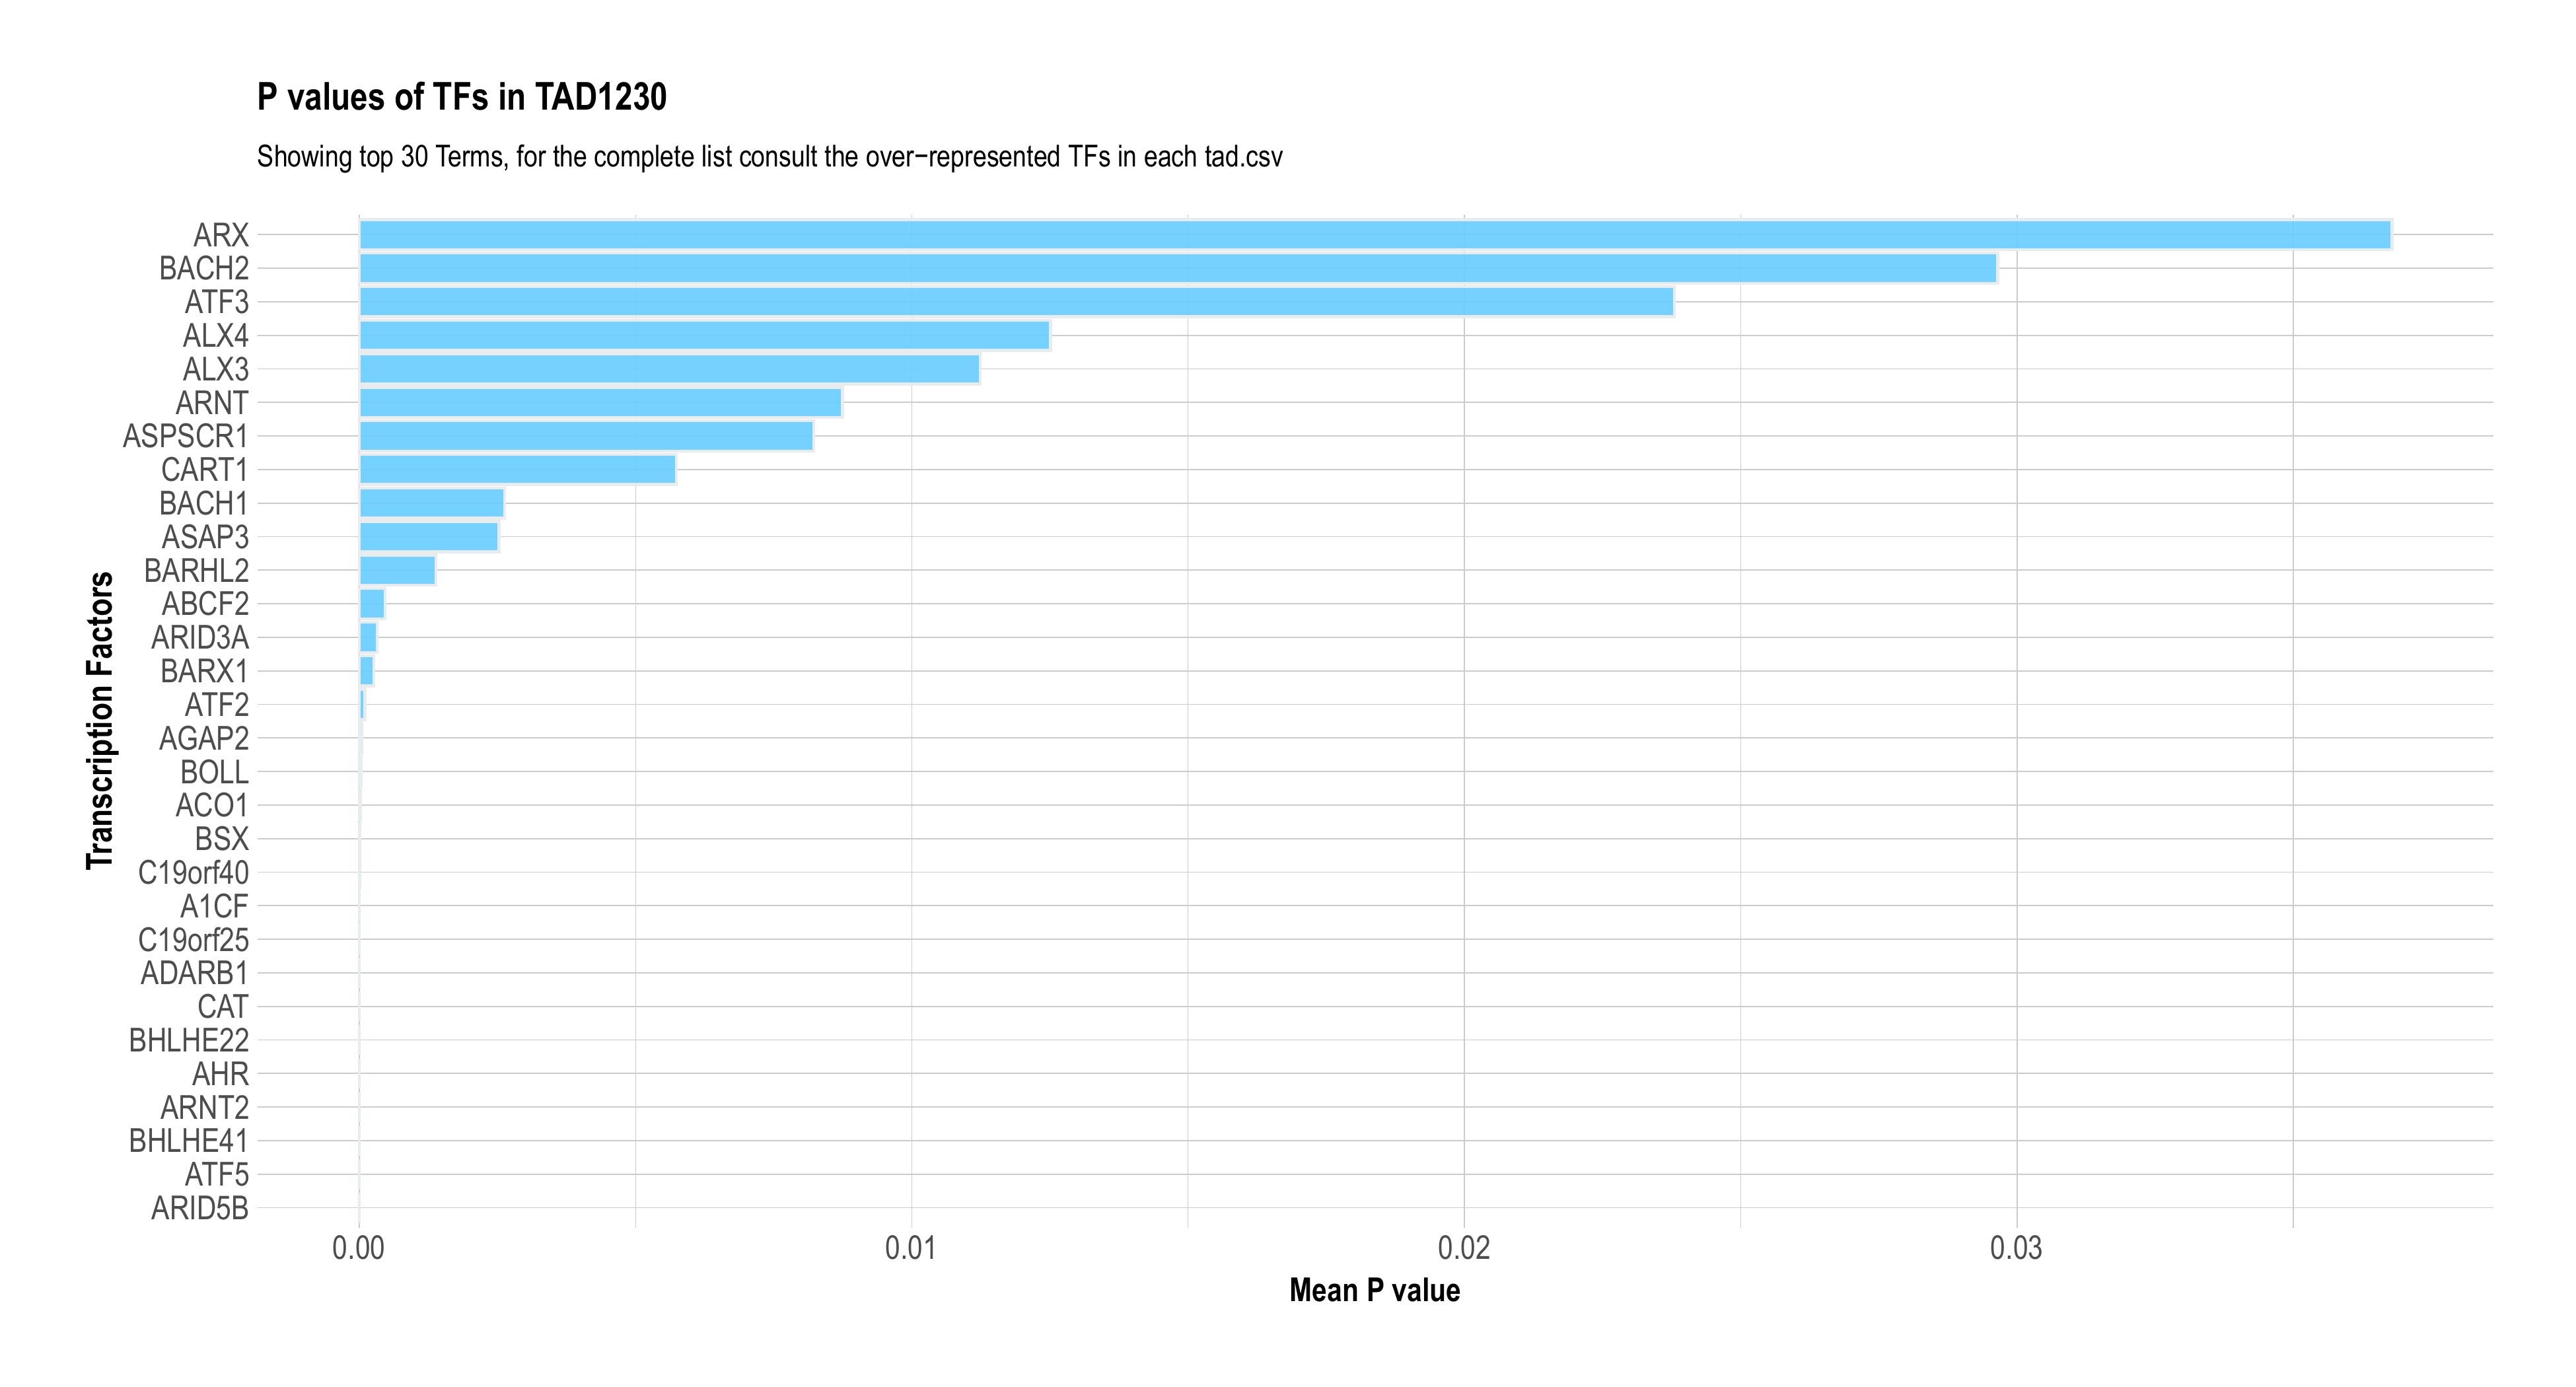 P values of TFs in TAD1230
Showing top 30 Terms, for the complete list consult the over−represented TFs in each tad.csv
Transcription Factors
ARX
BACH2
ATF3
ALX4
ALX3
ARNT
ASPSCR1
CART1
BACH1
ASAP3
BARHL2
ABCF2
ARID3A
BARX1
ATF2
AGAP2
BOLL
ACO1
BSX
C19orf40
A1CF
C19orf25
ADARB1
CAT
BHLHE22
AHR
ARNT2
BHLHE41
ATF5
ARID5B
0.00 0.01 0.02 0.03
Mean P value